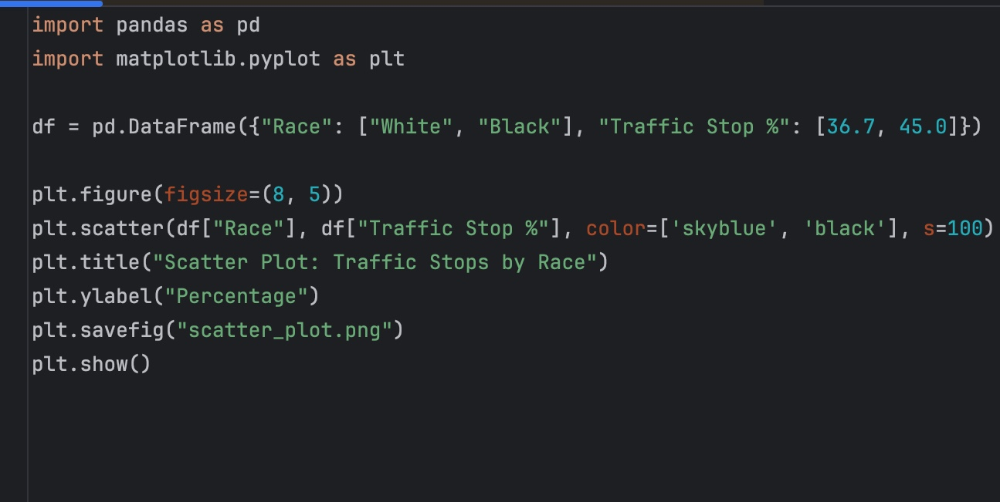 import pandas as pd
import matplotlib.pyplot as plt
df = pd.DataFrame({"Race": ["White", "Black"], "Traffic Stop %": [36.7, 45.0]})
plt.figure(figsize=(8, 5))
plt.scatter(df["Race"], df["Traffic Stop %"], color=['skyblue', 'black'], s=100)
plt.title("Scatter Plot: Traffic Stops by Race")
plt.ylabel("Percentage")
plt.savefig("scatter_plot.png")
plt.show()